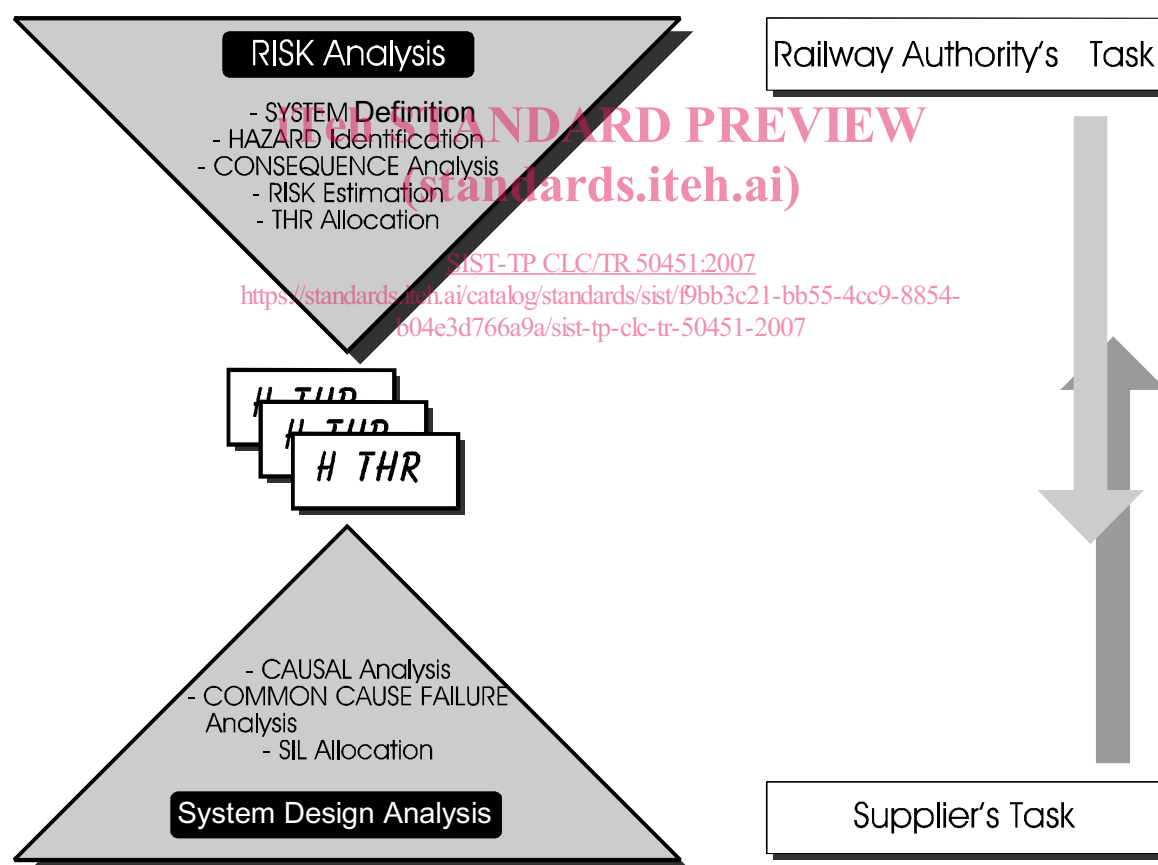 RISK Analysis
Railway Authority's Task
- SYSTEM Definition
- HAZARD Identification
- CONSEQUENCE Analysis
- RISK Estimation
- THR Allocation
iTeh STANDARD PREVIEW
(standards.iteh.ai)
SIST-TP CLC/TR 50451:2007
https://standards.iteh.ai/catalog/standards/sist/f9bb3c21-bb55-4cc9-8854-
b04e3d766a9a/sist-tp-clc-tr-50451-2007
H THR
H THR
H THR
- CAUSAL Analysis
- COMMON CAUSE FAILURE
Analysis
- SIL Allocation
System Design Analysis
Supplier's Task